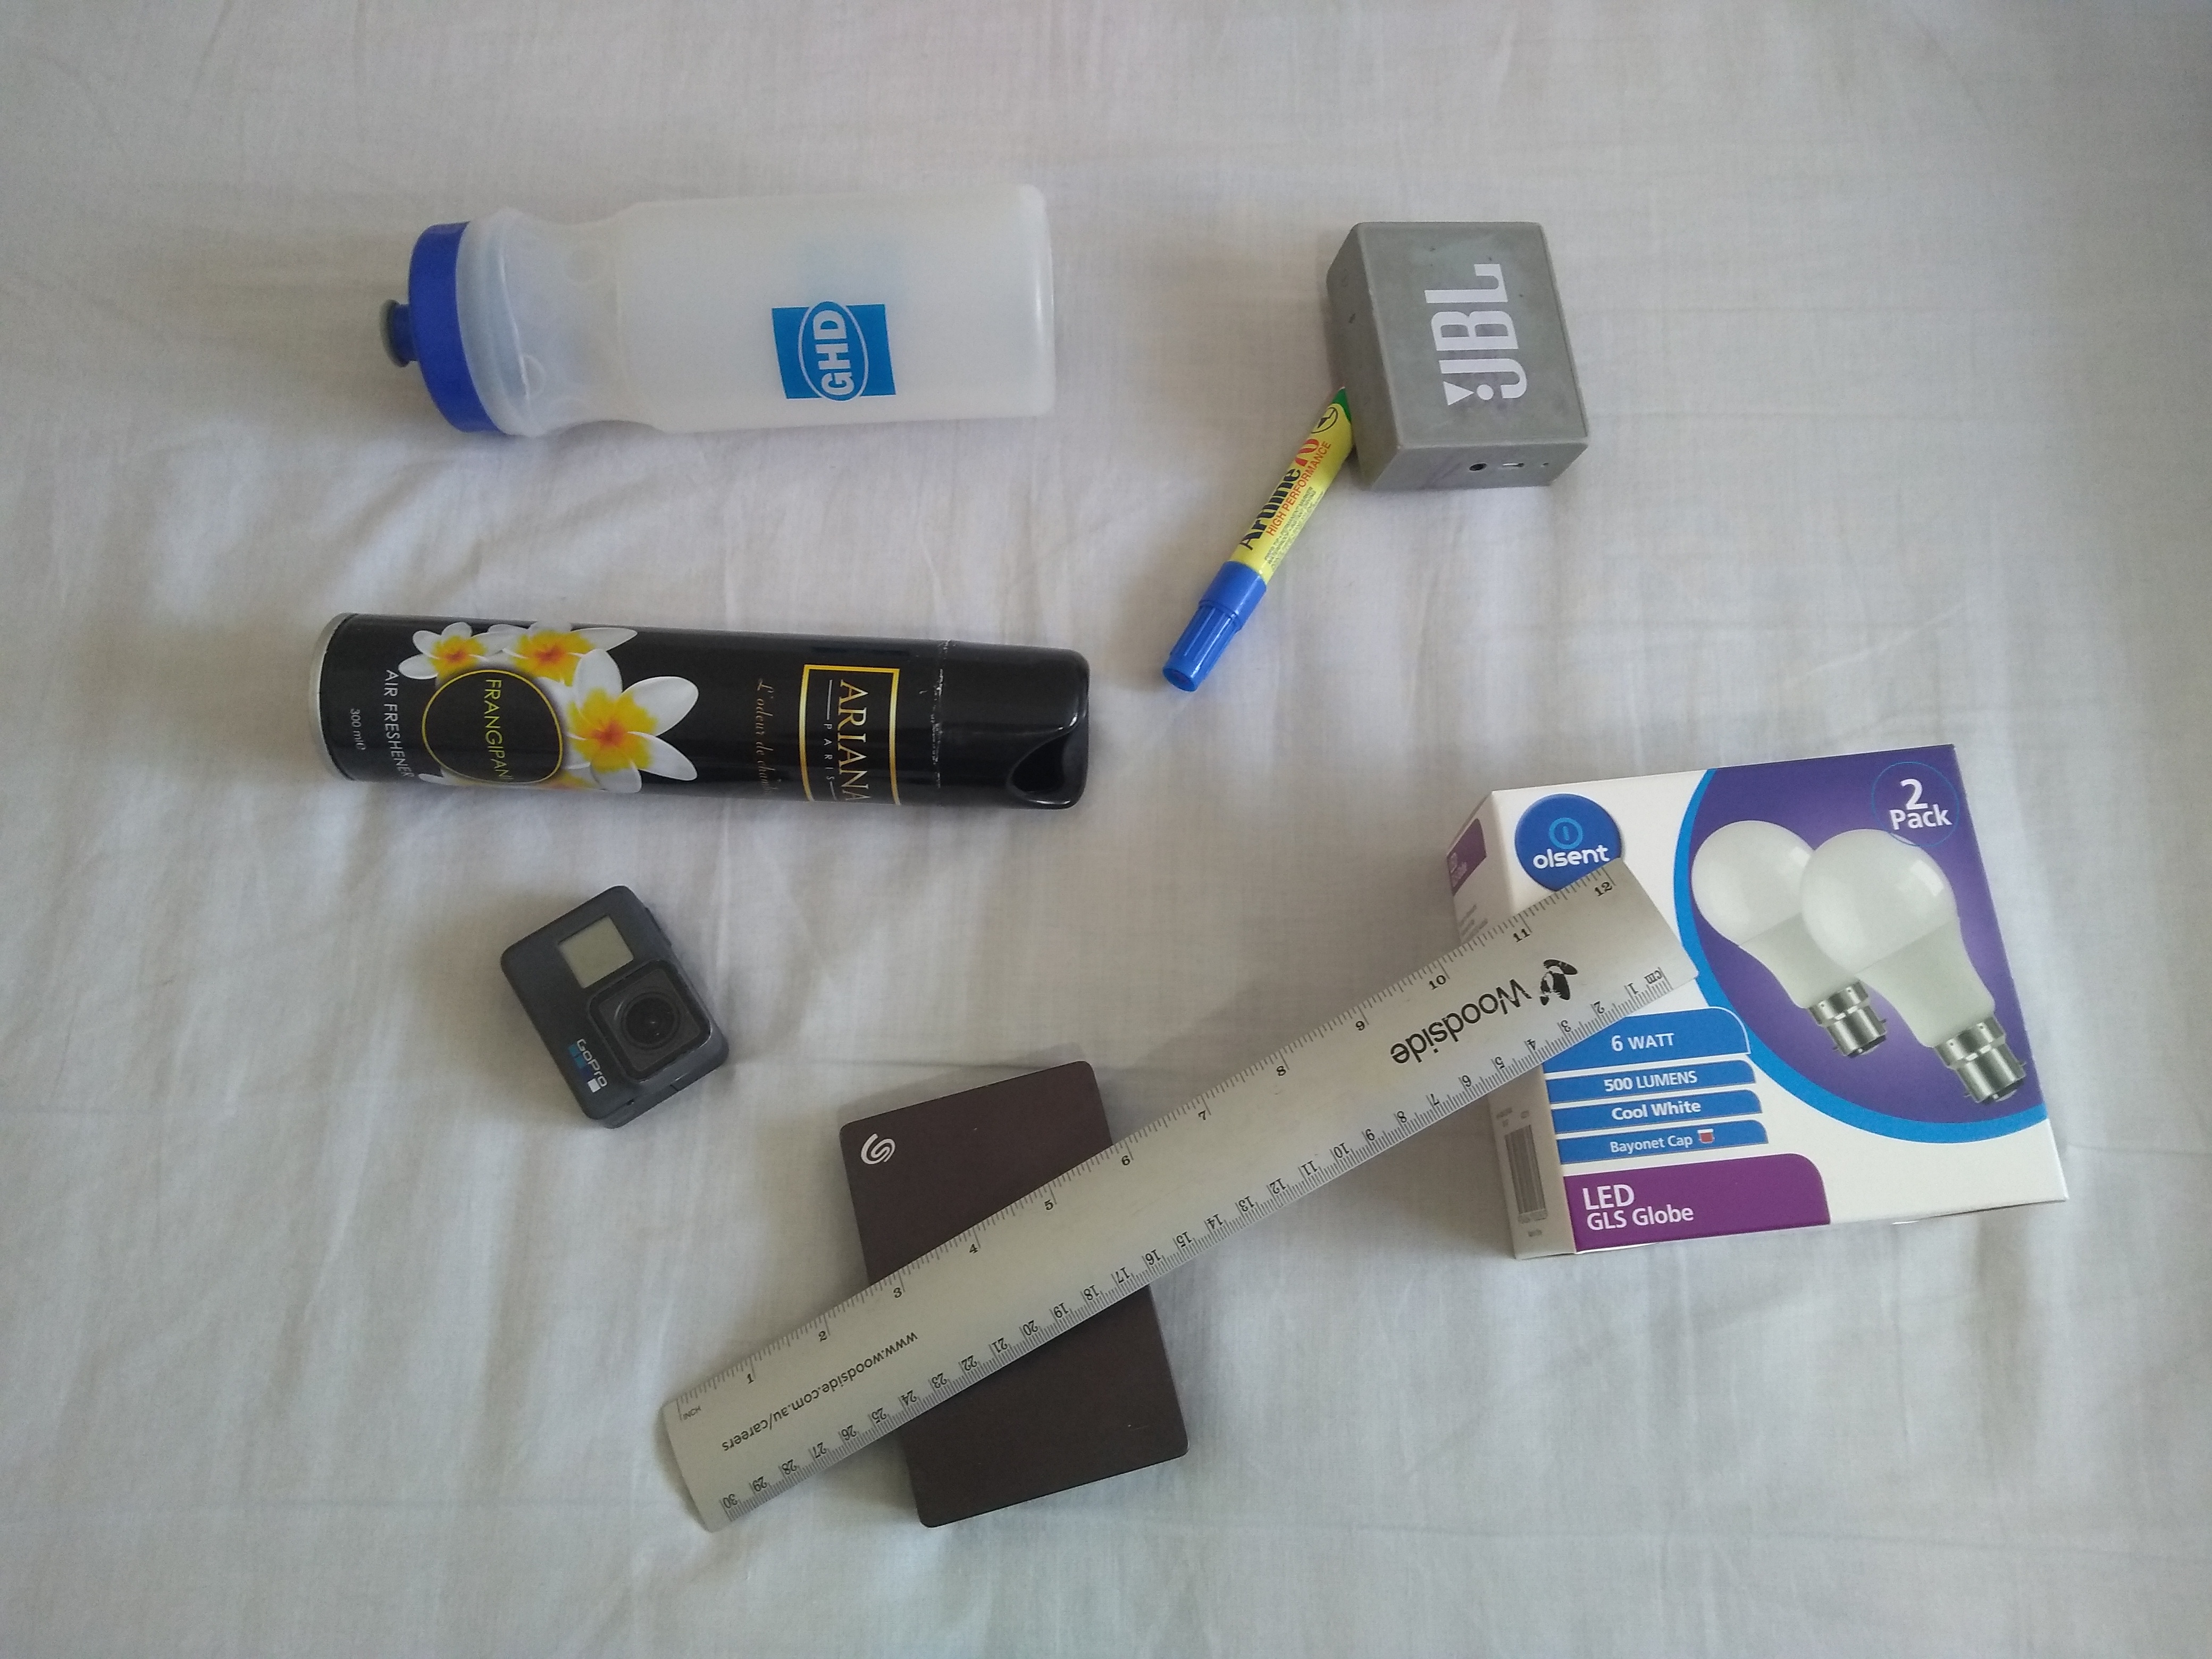 GHD
JBL
Artline 70
HIGH PERFORMANCE
ARIANA
PARIS
FRANGIPANI
AIR FRESHENER
300 ml e
GoPro
olsent
2
Pack
6 WATT
500 LUMENS
Cool White
Bayonet Cap
LED
GLS Globe
Woodside
www.woodside.com.au/careers
INCH
1 2 3 4 5 6 7 8 9 10 11 12
cm 1 2 3 4 5 6 7 8 9 10 11 12 13 14 15 16 17 18 19 20 21 22 23 24 25 26 27 28 29 30